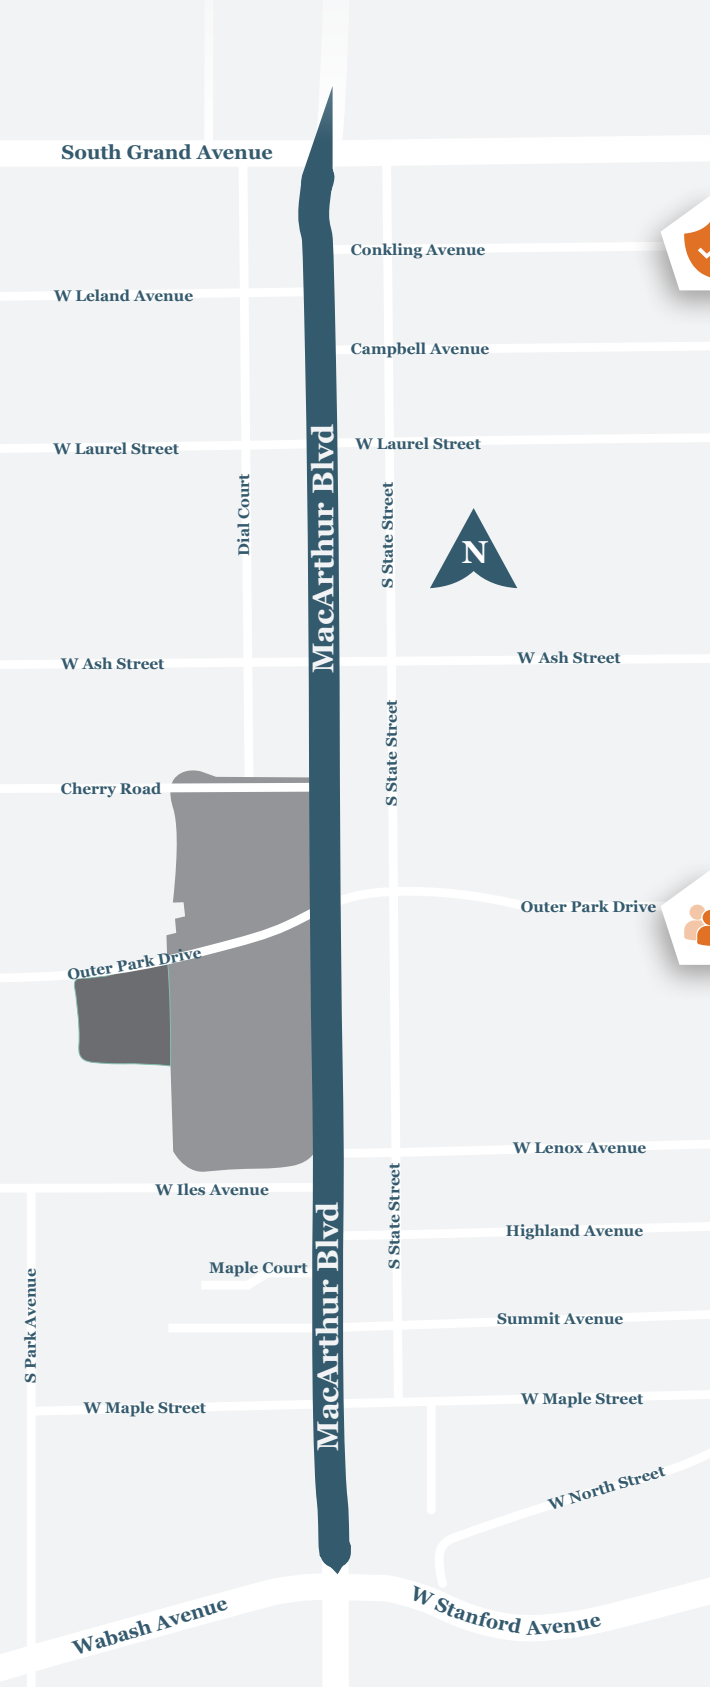 South Grand Avenue
Conkling Avenue
W Leland Avenue
Campbell Avenue
W Laurel Street
W Laurel Street
MacArthur Blvd
Dial Court
S State Street
N
W Ash Street
W Ash Street
S State Street
Cherry Road
Outer Park Drive
Outer Park Drive
W Lenox Avenue
S State Street
W Iles Avenue
MacArthur Blvd
Highland Avenue
Maple Court
S Park Avenue
Summit Avenue
W Maple Street
W Maple Street
W North Street
Wabash Avenue
W Stanford Avenue